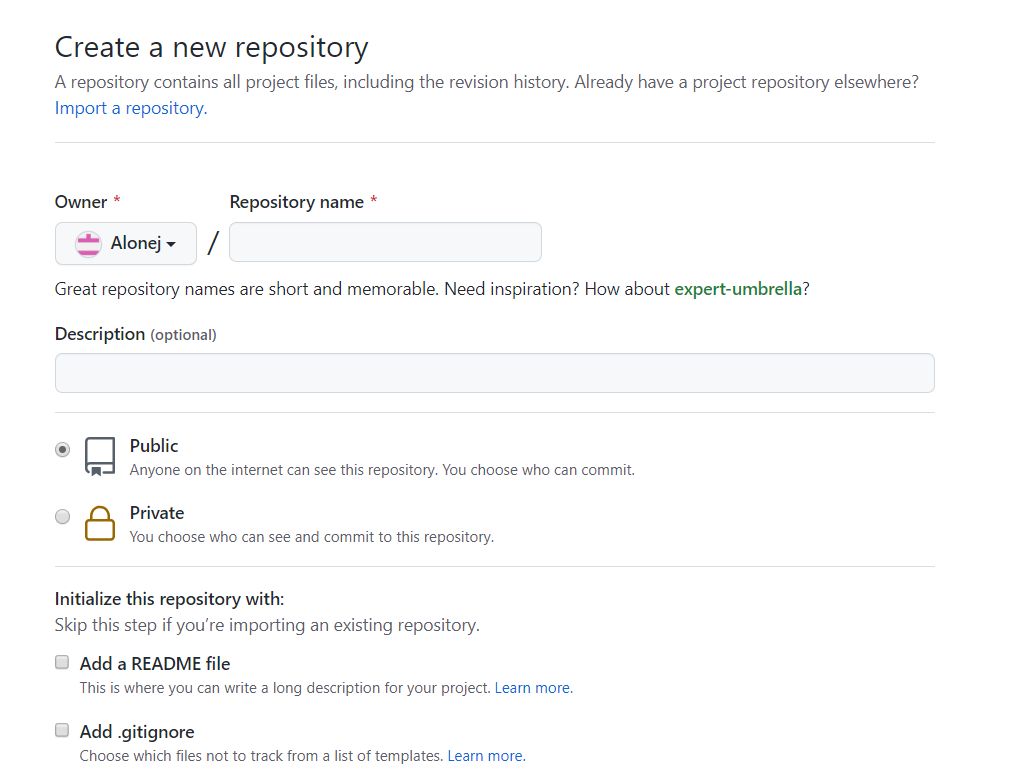 Create a new repository
A repository contains all project files, including the revision history. Already have a project repository elsewhere?
Import a repository.
Owner * Repository name *
Alonej /
Great repository names are short and memorable. Need inspiration? How about expert-umbrella?
Description (optional)
Public
Anyone on the internet can see this repository. You choose who can commit.
Private
You choose who can see and commit to this repository.
Initialize this repository with:
Skip this step if you’re importing an existing repository.
Add a README file
This is where you can write a long description for your project. Learn more.
Add .gitignore
Choose which files not to track from a list of templates. Learn more.